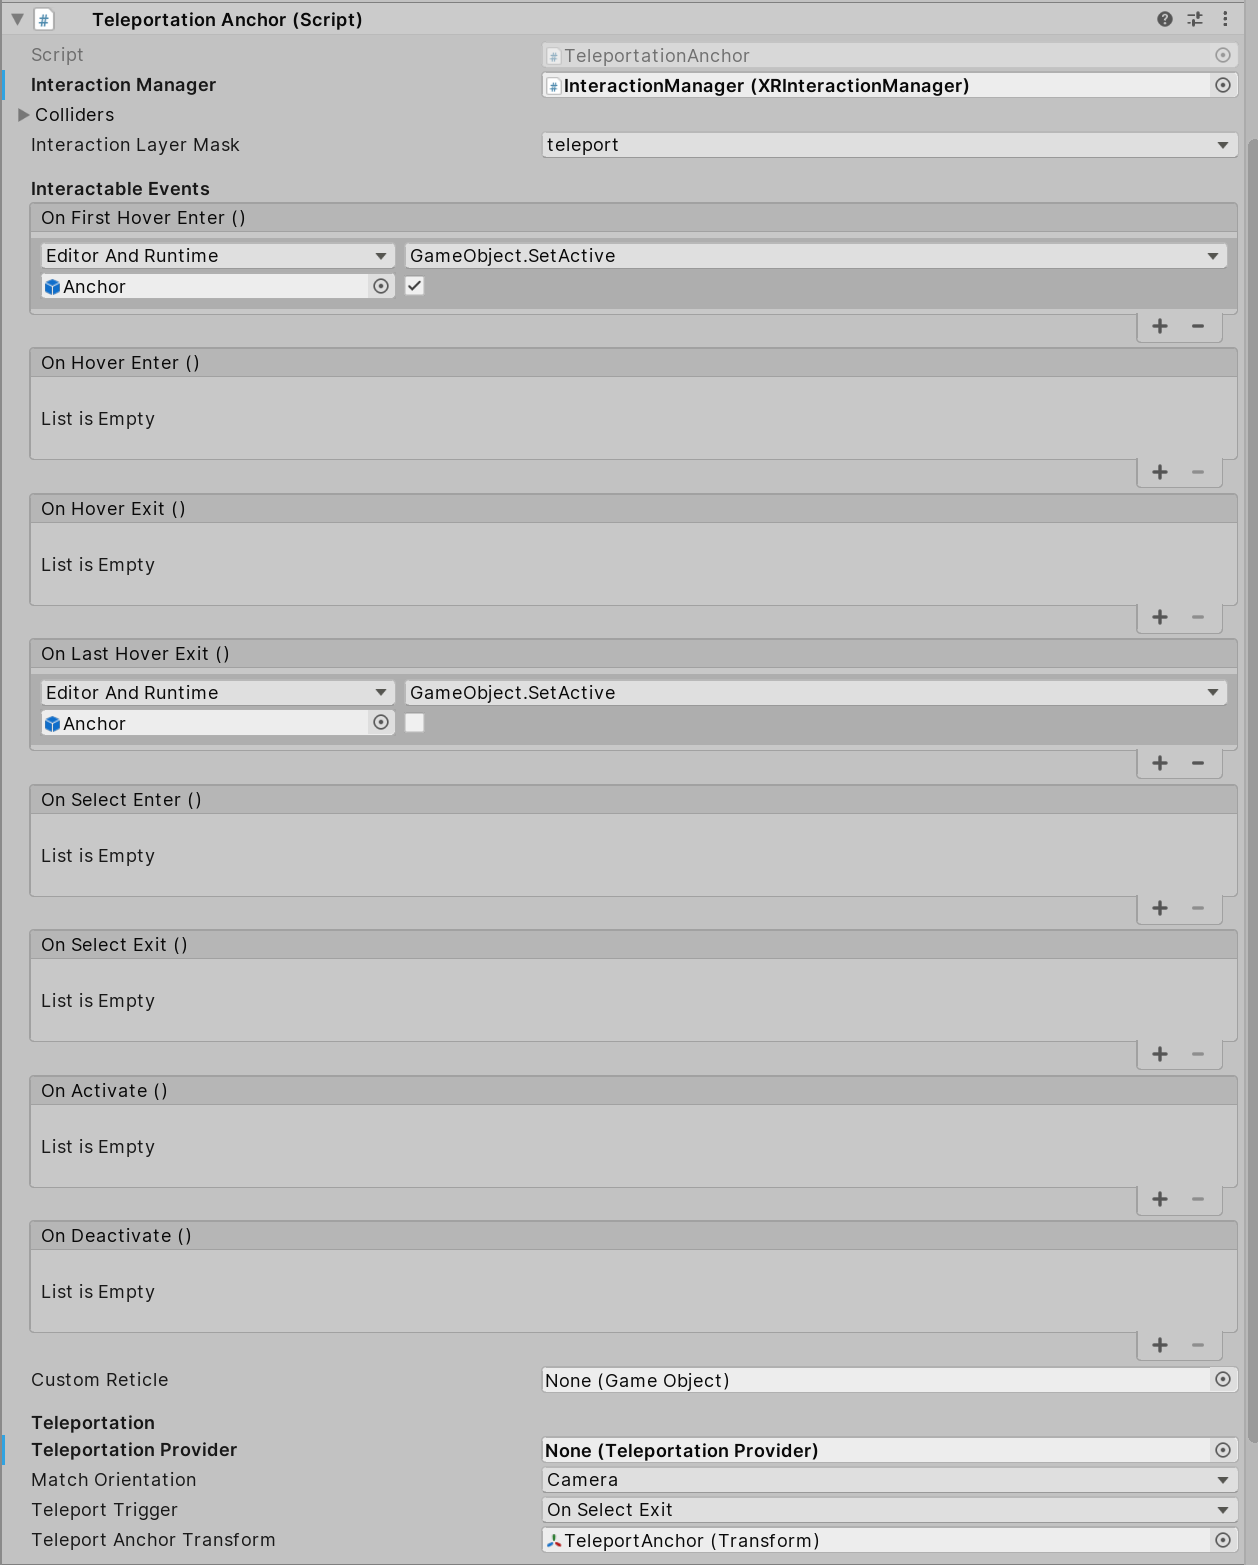 Teleportation Anchor (Script)
Script
TeleportationAnchor
Interaction Manager
InteractionManager (XRInteractionManager)
Colliders
Interaction Layer Mask
teleport
Interactable Events
On First Hover Enter ()
Editor And Runtime
GameObject.SetActive
Anchor
On Hover Enter ()
List is Empty
On Hover Exit ()
List is Empty
On Last Hover Exit ()
Editor And Runtime
GameObject.SetActive
Anchor
On Select Enter ()
List is Empty
On Select Exit ()
List is Empty
On Activate ()
List is Empty
On Deactivate ()
List is Empty
Custom Reticle
None (Game Object)
Teleportation
Teleportation Provider
None (Teleportation Provider)
Match Orientation
Camera
Teleport Trigger
On Select Exit
Teleport Anchor Transform
TeleportAnchor (Transform)